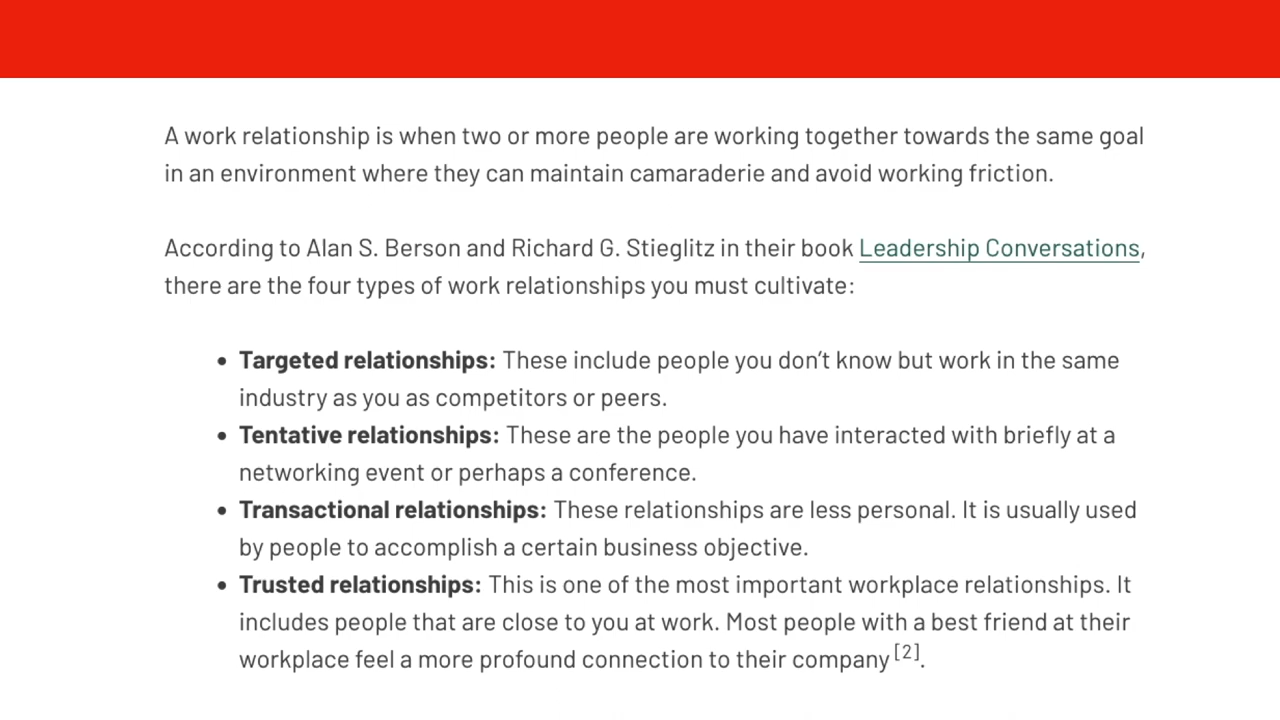 A work relationship is when two or more people are working together towards the same goal
in an environment where they can maintain camaraderie and avoid working friction.
According to Alan S. Berson and Richard G. Stieglitz in their book Leadership Conversations,
there are the four types of work relationships you must cultivate:
• Targeted relationships: These include people you don’t know but work in the same
industry as you as competitors or peers.
• Tentative relationships: These are the people you have interacted with briefly at a
networking event or perhaps a conference.
• Transactional relationships: These relationships are less personal. It is usually used
by people to accomplish a certain business objective.
• Trusted relationships: This is one of the most important workplace relationships. It
includes people that are close to you at work. Most people with a best friend at their
workplace feel a more profound connection to their company [2].